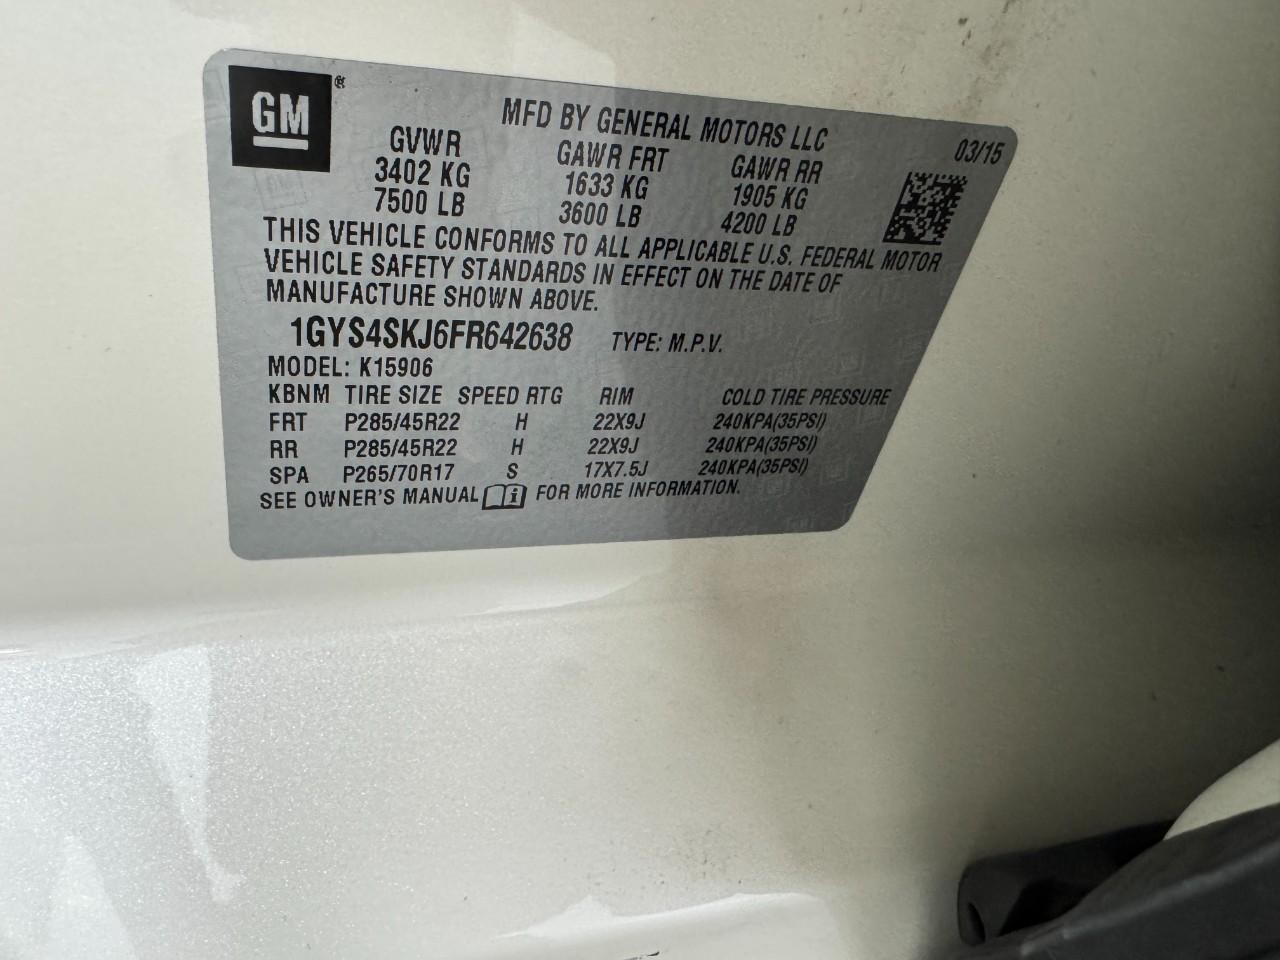 GM ®
MFD BY GENERAL MOTORS LLC
03/15
GVWR GAWR FRT GAWR RR
3402 KG 1633 KG 1905 KG
7500 LB 3600 LB 4200 LB
THIS VEHICLE CONFORMS TO ALL APPLICABLE U.S. FEDERAL MOTOR
VEHICLE SAFETY STANDARDS IN EFFECT ON THE DATE OF
MANUFACTURE SHOWN ABOVE.
1GYS4SKJ6FR642638 TYPE: M.P.V.
MODEL: K15906
KBNM TIRE SIZE SPEED RTG RIM COLD TIRE PRESSURE
FRT P285/45R22 H 22X9J 240KPA(35PSI)
RR P285/45R22 H 22X9J 240KPA(35PSI)
SPA P265/70R17 S 17X7.5J 240KPA(35PSI)
SEE OWNER'S MANUAL i FOR MORE INFORMATION.